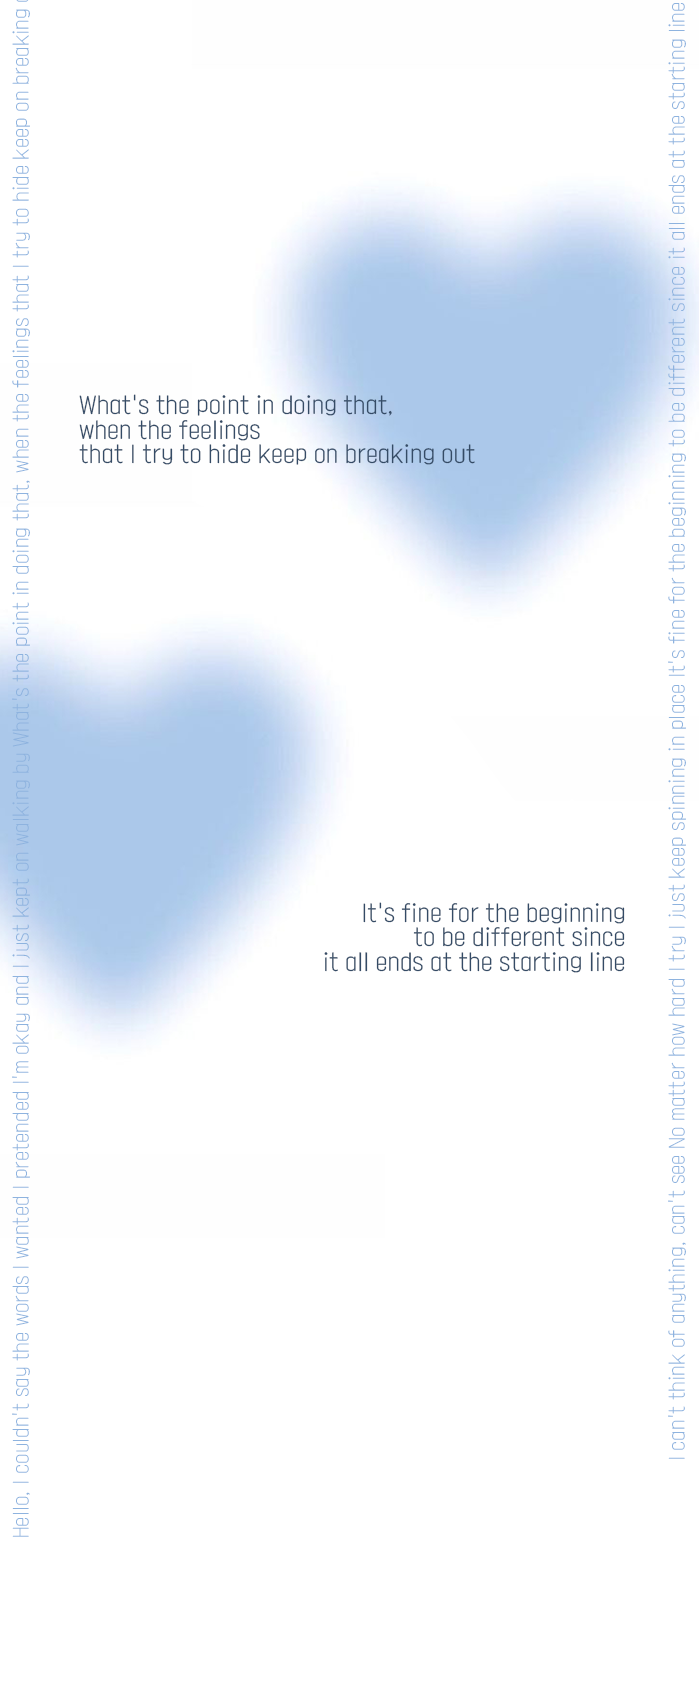 Hello, I couldn't say the words I wanted I pretended I'm okay and I just kept on walking by What's the point in doing that, when the feelings that I try to hide keep on breaking
What's the point in doing that,
when the feelings
that I try to hide keep on breaking out
It's fine for the beginning
to be different since
it all ends at the starting line
I can't think of anything, can't see No matter how hard I try I just keep spinning in place It's fine for the beginning to be different since it all ends at the starting line